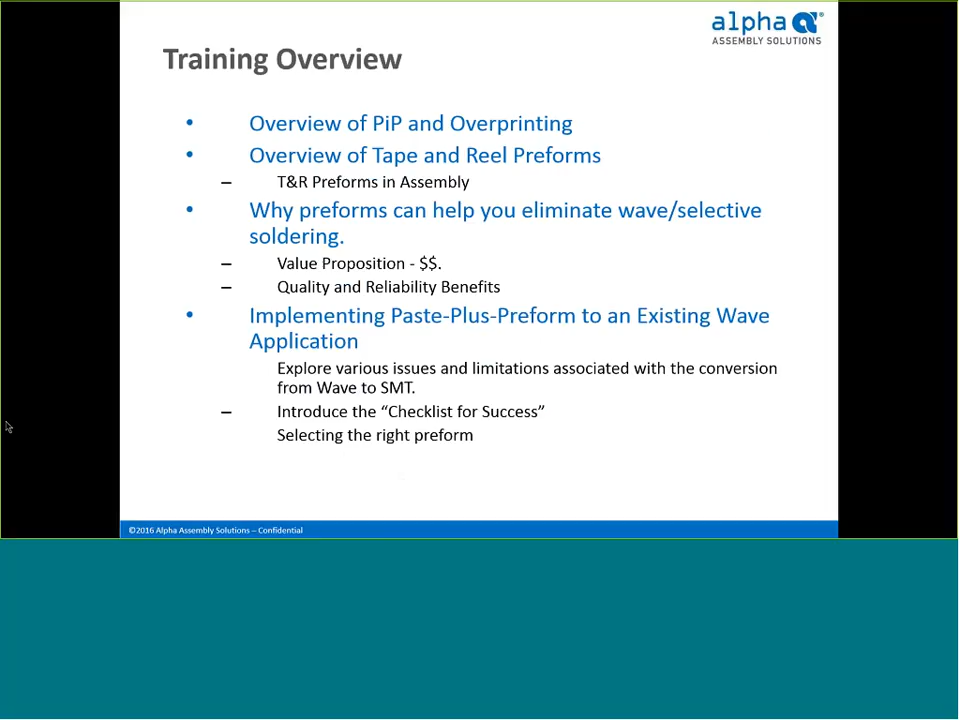 alpha
ASSEMBLY SOLUTIONS
Training Overview
• Overview of PiP and Overprinting
• Overview of Tape and Reel Preforms
– T&R Preforms in Assembly
• Why preforms can help you eliminate wave/selective
soldering.
– Value Proposition - $$.
– Quality and Reliability Benefits
• Implementing Paste-Plus-Preform to an Existing Wave
Application
Explore various issues and limitations associated with the conversion
from Wave to SMT.
– Introduce the “Checklist for Success”
Selecting the right preform
©2016 Alpha Assembly Solutions – Confidential